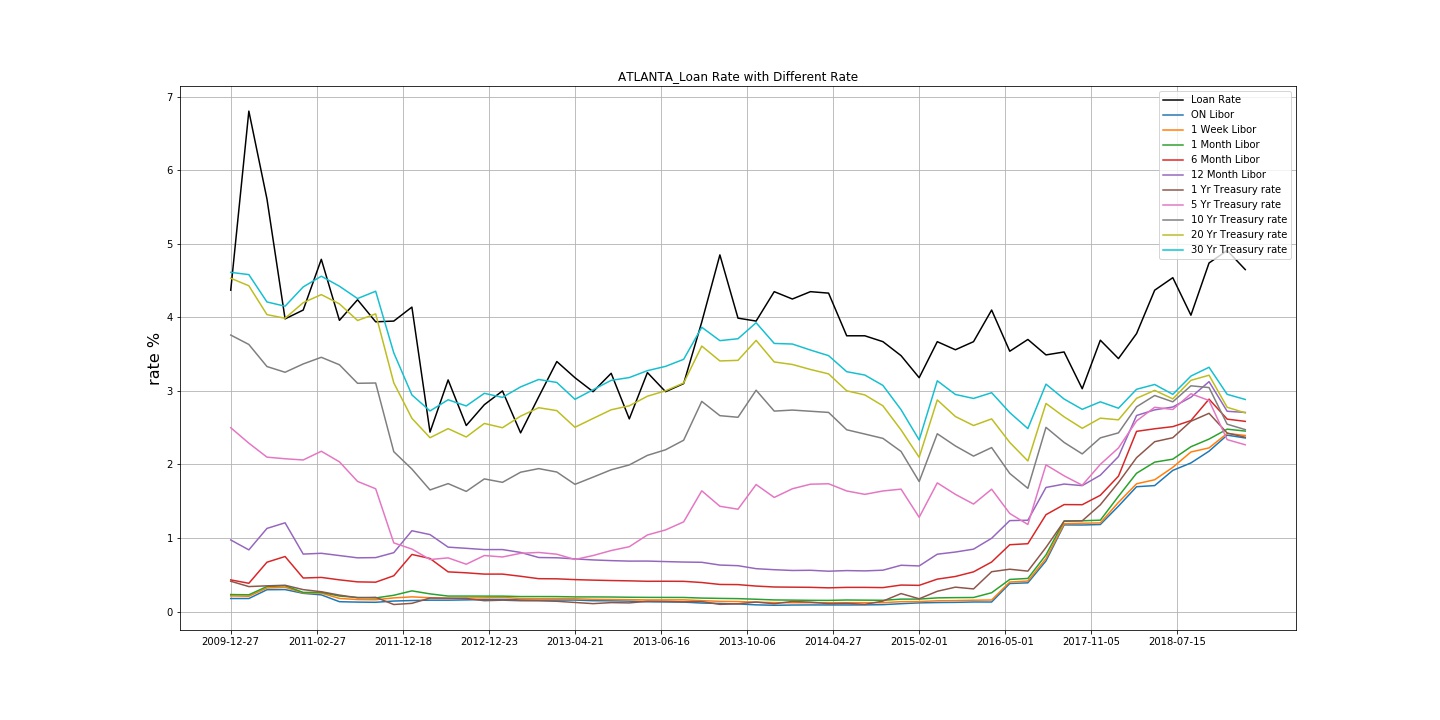 ATLANTA_Loan Rate with Different Rate
7
6
5
4
3
2
1
0
rate %
Loan Rate
ON Libor
1 Week Libor
1 Month Libor
6 Month Libor
12 Month Libor
1 Yr Treasury rate
5 Yr Treasury rate
10 Yr Treasury rate
20 Yr Treasury rate
30 Yr Treasury rate
2009-12-27 2011-02-27 2011-12-18 2012-12-23 2013-04-21 2013-06-16 2013-10-06 2014-04-27 2015-02-01 2016-05-01 2017-11-05 2018-07-15